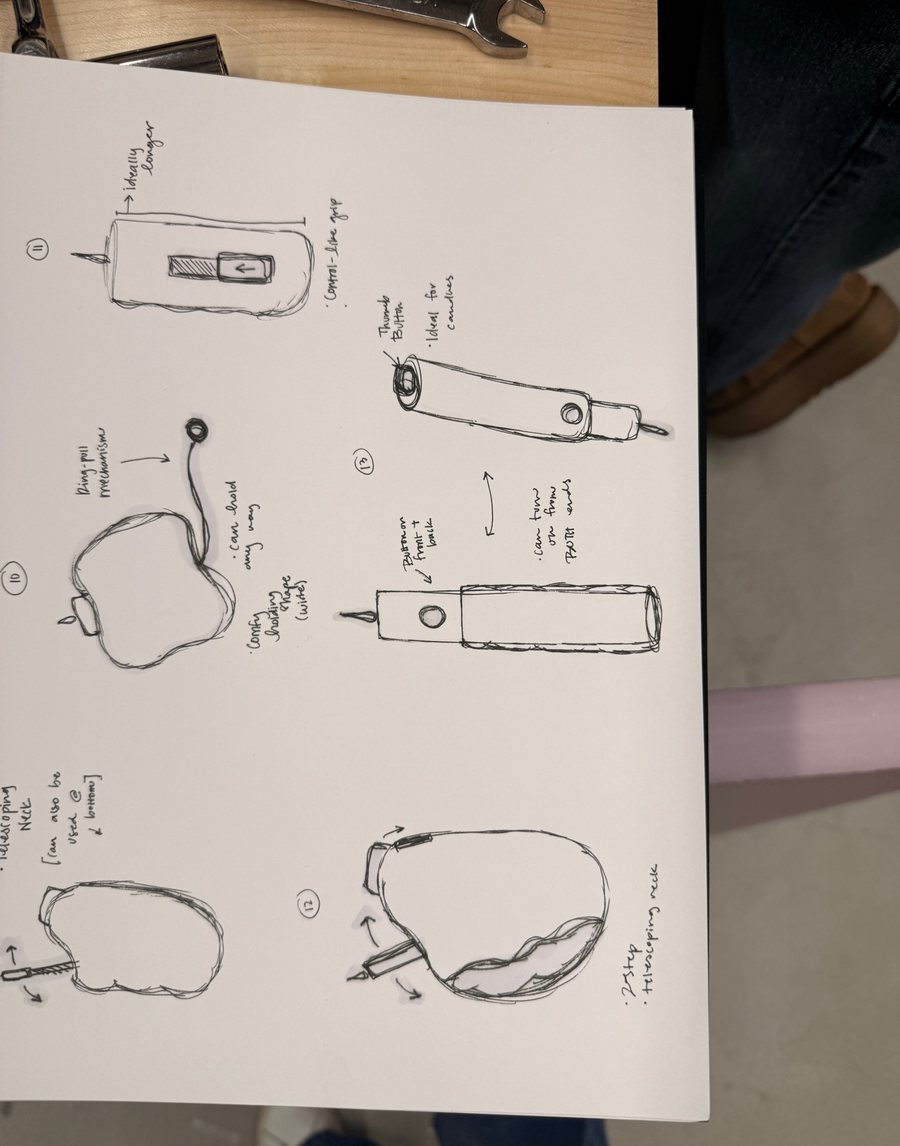 Telescoping
Neck
[can also be
used @
bottom]
10
Ring-pull
mechanism
· can hold
any way
· comfy
holding
shape
(wide)
11
→ ideally
longer
· Control-like grip
12
· 2-step
· telescoping neck
13
Button on
front +
back
· can turn
on from
BOTH ends
Thumb
Button
· Ideal for
candles